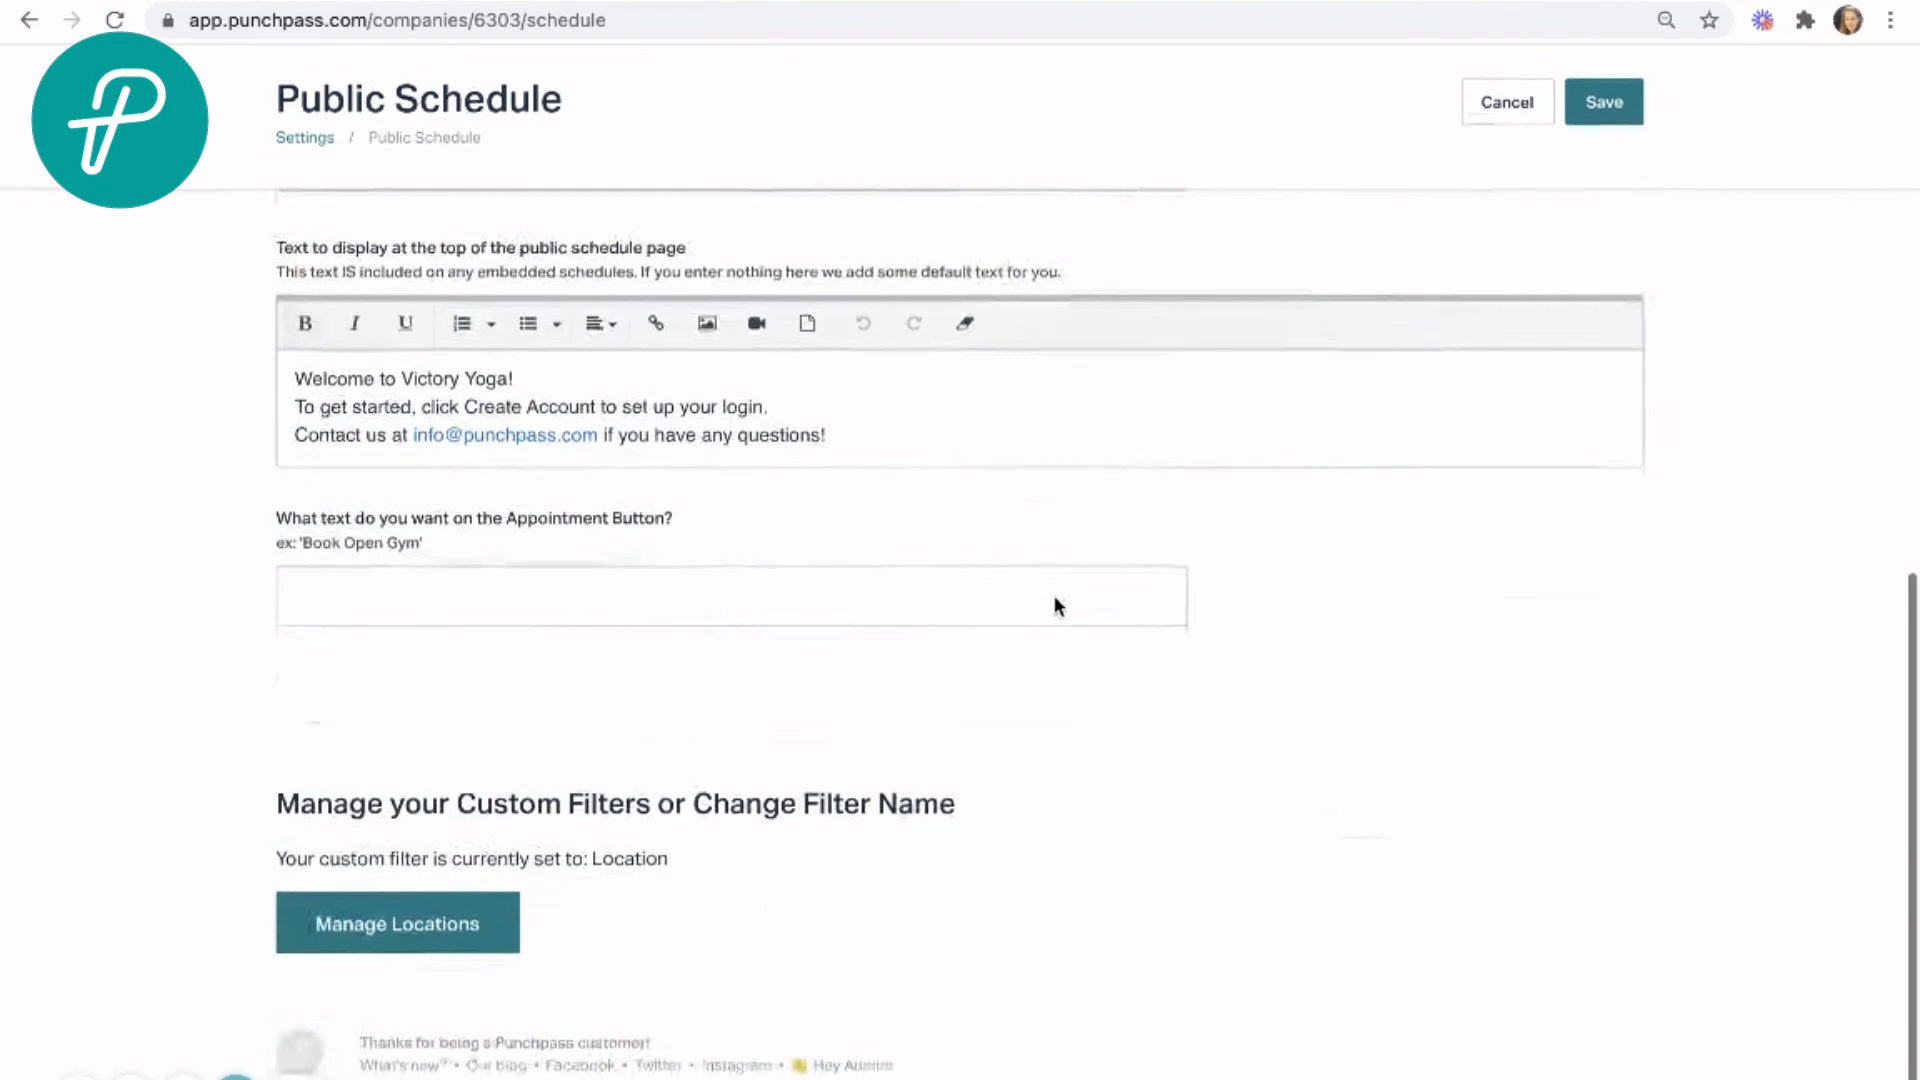 app.punchpass.com/companies/6303/schedule
Public Schedule
Cancel
Save
Settings / Public Schedule
Text to display at the top of the public schedule page
This text IS included on any embedded schedules. If you enter nothing here we add some default text for you.
B I U
Welcome to Victory Yoga!
To get started, click Create Account to set up your login.
Contact us at info@punchpass.com if you have any questions!
What text do you want on the Appointment Button?
ex: 'Book Open Gym'
Manage your Custom Filters or Change Filter Name
Your custom filter is currently set to: Location
Manage Locations
Thanks for being a Punchpass customer!
What's new? • Our blog • Facebook • Twitter • Instagram • Hey